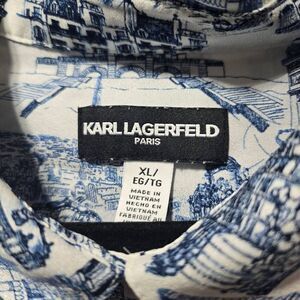 KARL LAGERFELD
PARIS
XL/
EG/TG
MADE IN
VIETNAM
HECHO EN
VIETNAM
FABRIQUÉ AU